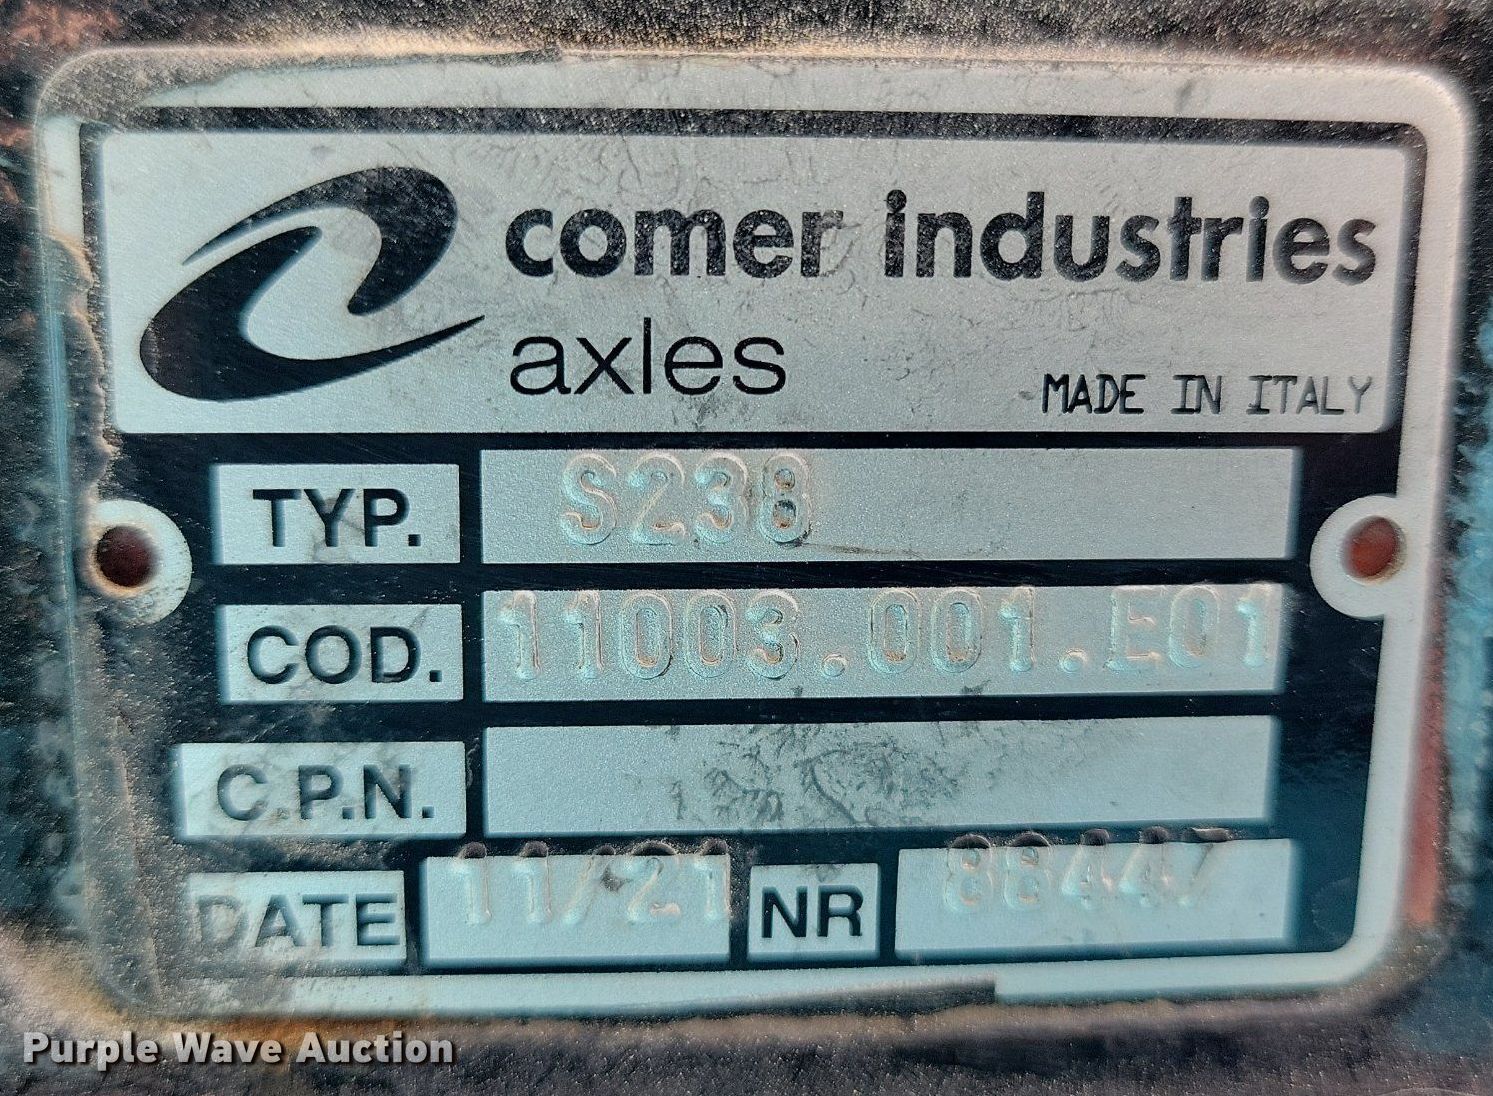 comer industries
axles
MADE IN ITALY
TYP. S238
COD. 11003.001.E01
C.P.N.
DATE 11/21 NR 88447
Purple Wave Auction